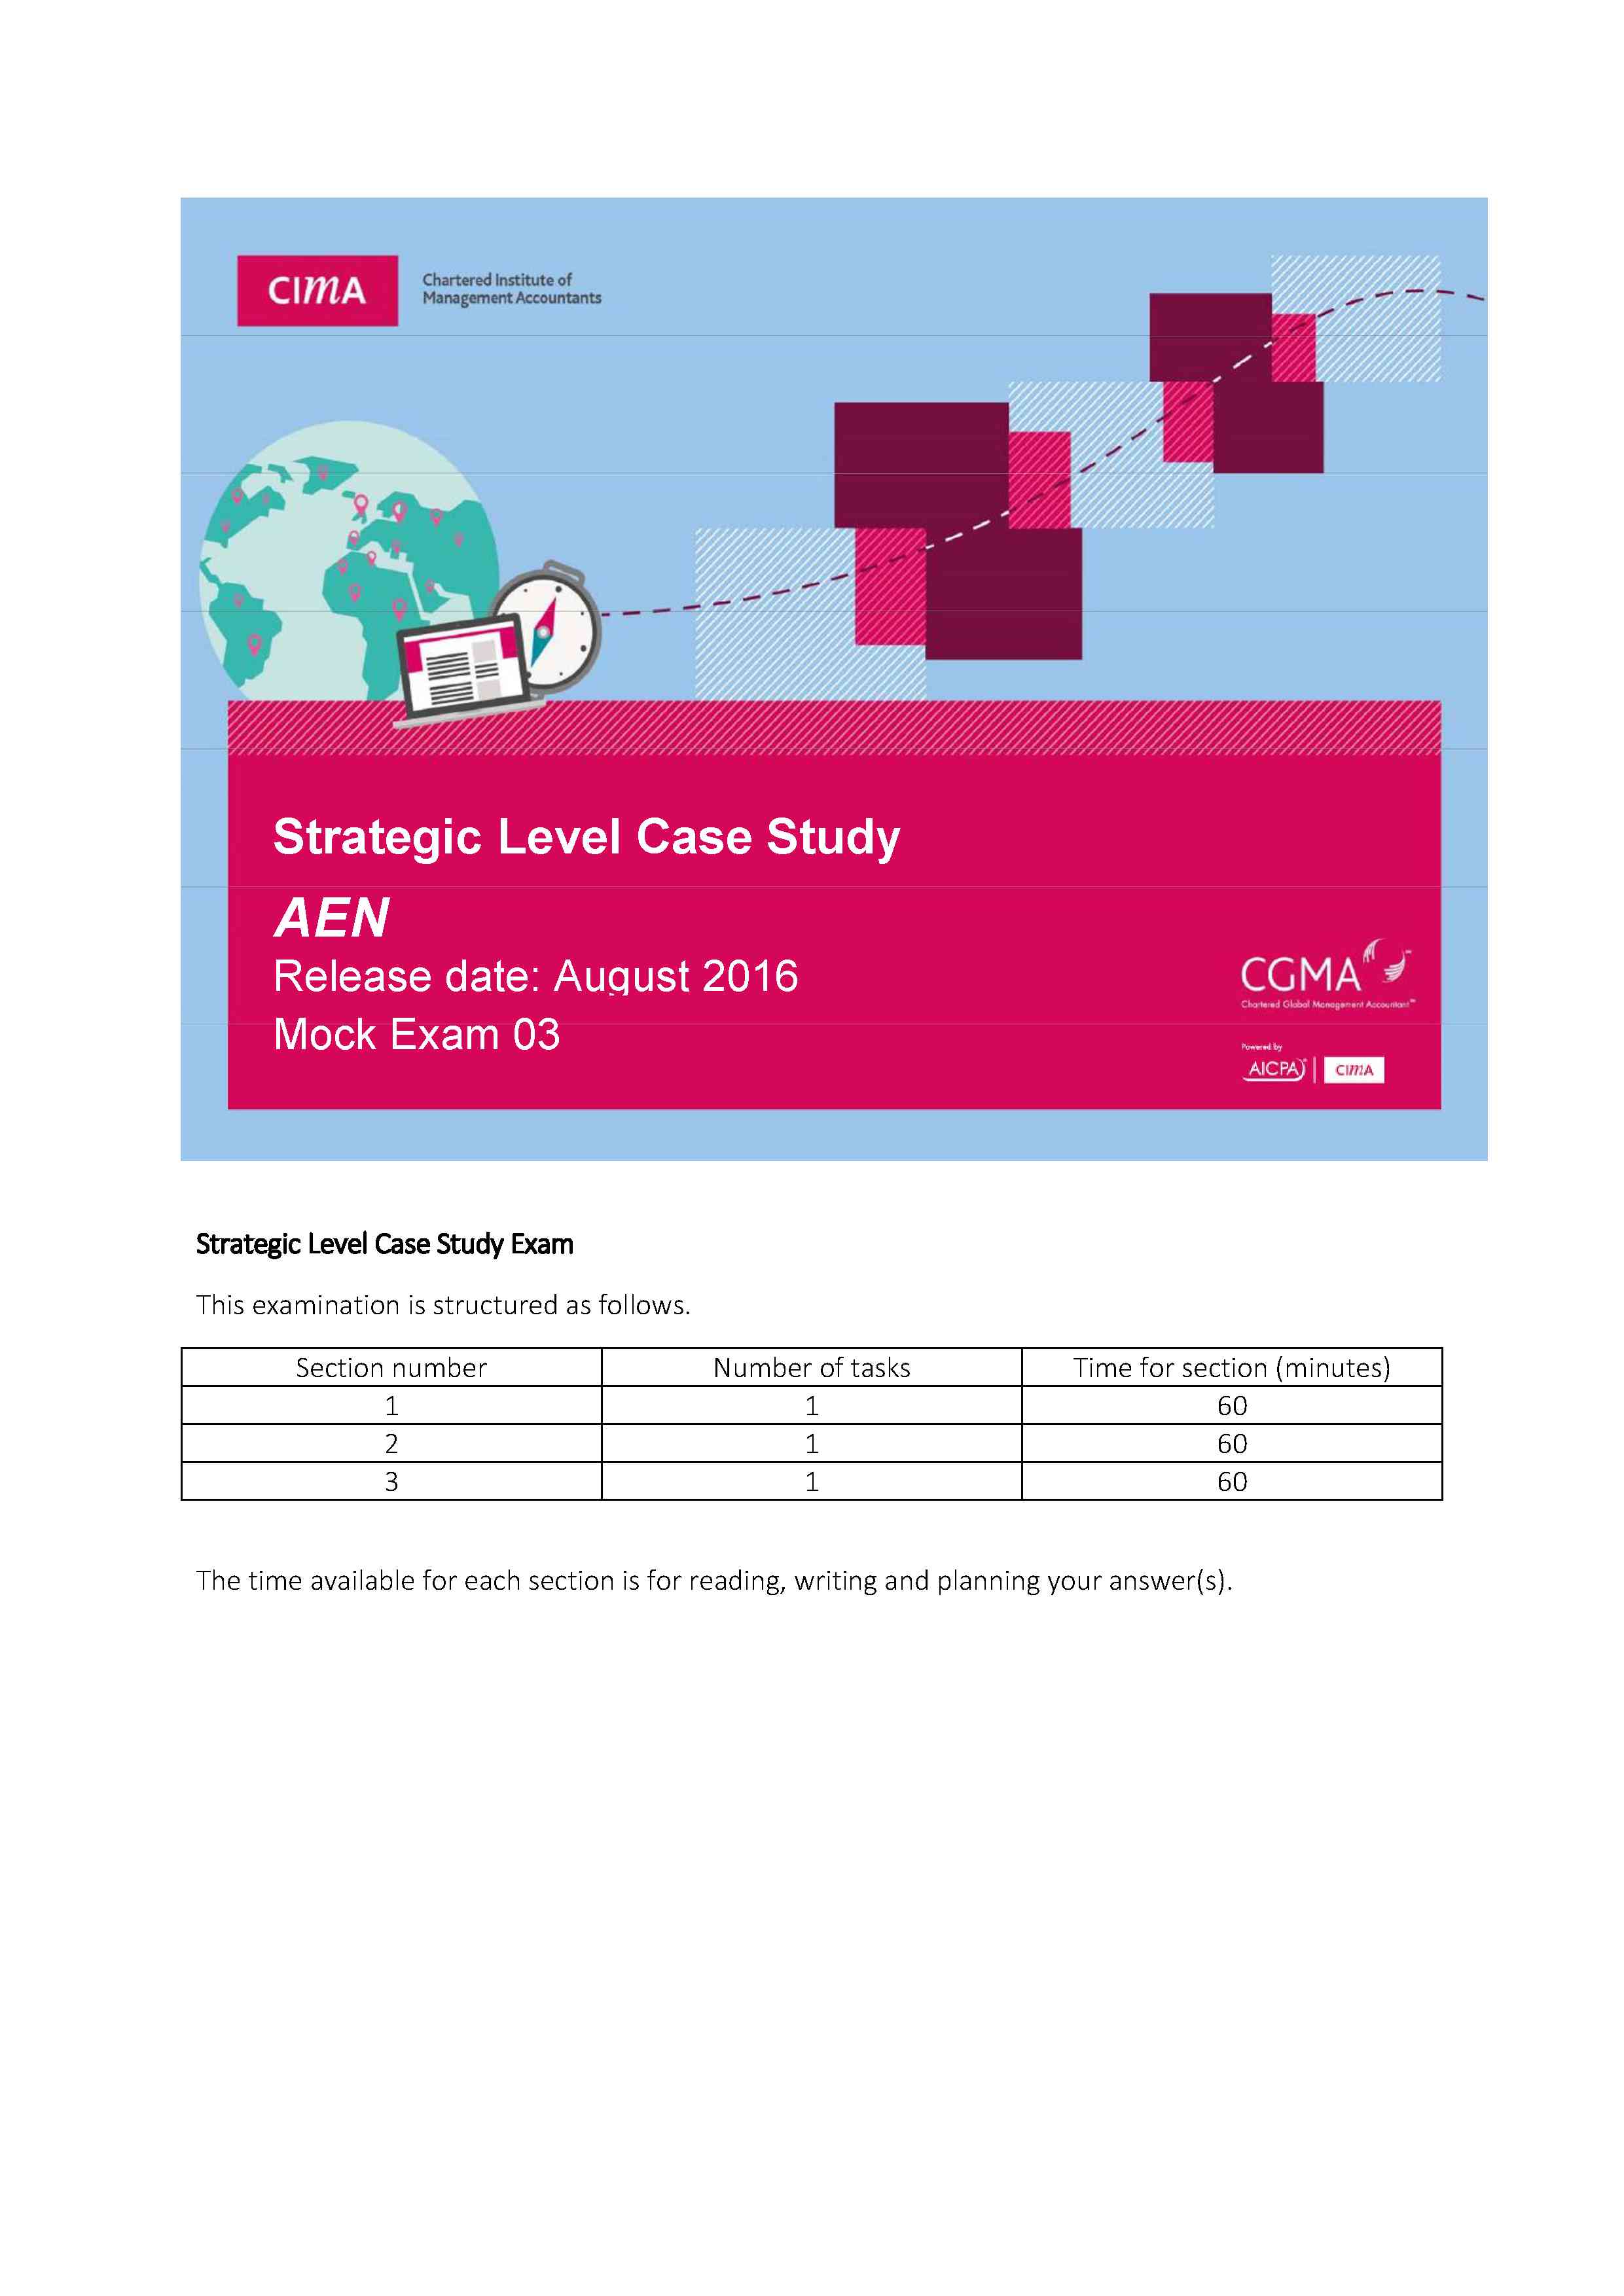 CIMA
Chartered Institute of
Management Accountants
Strategic Level Case Study
AEN
Release date: August 2016
Mock Exam 03
CGMA
Chartered Global Management Accountant™
Powered by
AICPA | CIMA
Strategic Level Case Study Exam
This examination is structured as follows.
Section number Number of tasks Time for section (minutes)
1 1 60
2 1 60
3 1 60
The time available for each section is for reading, writing and planning your answer(s).